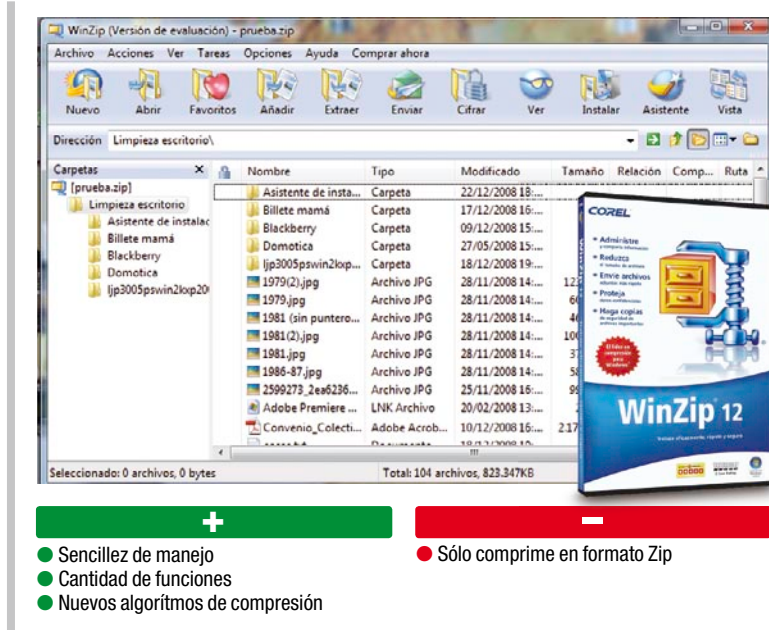 WinZip (Versión de evaluación) - prueba.zip
Archivo Acciones Ver Tareas Opciones Ayuda Comprar ahora
Nuevo Abrir Favoritos Añadir Extraer Enviar Cifrar Ver Instalar Asistente Vista
Dirección Limpieza escritorio\
Carpetas
[prueba.zip]
Limpieza escritorio
Asistente de instalac
Billete mamá
Blackberry
Domotica
ljp3005pswin2kxp20
Nombre Tipo Modificado Tamaño Relación Comp... Ruta
Asistente de insta... Carpeta 22/12/2008 18:...
Billete mamá Carpeta 17/12/2008 16:...
Blackberry Carpeta 09/12/2008 15:...
Domotica Carpeta 27/05/2008 15:...
ljp3005pswin2kxp... Carpeta 18/12/2008 19:...
1979(2).jpg Archivo JPG 28/11/2008 14:...
1979.jpg Archivo JPG 28/11/2008 14:...
1981 (sin puntero... Archivo JPG 28/11/2008 14:...
1981(2).jpg Archivo JPG 28/11/2008 14:...
1981.jpg Archivo JPG 28/11/2008 14:...
1986-87.jpg Archivo JPG 28/11/2008 14:...
2599273_2ea6236... Archivo JPG 25/11/2008 16:...
Adobe Premiere ... LNK Archivo 20/02/2008 13:...
Convenio_Colecti... Adobe Acrob... 10/12/2008 16:... 2.17
Seleccionado: 0 archivos, 0 bytes
Total: 104 archivos, 823.347KB
COREL
Administre
Reduzca
Envíe archivos
Proteja
Haga copias
WinZip 12
+
Sencillez de manejo
Cantidad de funciones
Nuevos algorítmos de compresión
−
Sólo comprime en formato Zip